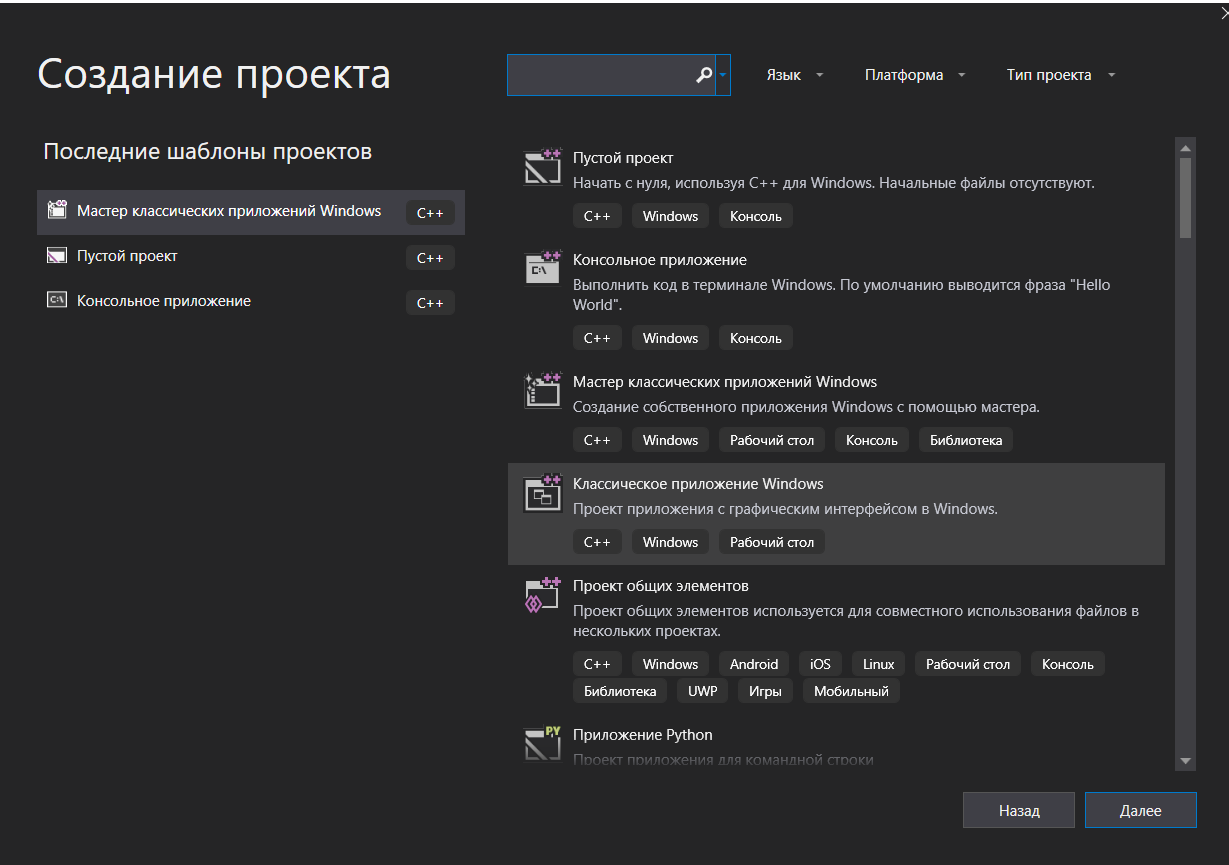 Создание проекта
Язык
Платформа
Тип проекта
Последние шаблоны проектов
Мастер классических приложений Windows C++
Пустой проект C++
C:\ Консольное приложение C++
Пустой проект
Начать с нуля, используя C++ для Windows. Начальные файлы отсутствуют.
C++ Windows Консоль
C:\
Консольное приложение
Выполнить код в терминале Windows. По умолчанию выводится фраза "Hello
World".
C++ Windows Консоль
Мастер классических приложений Windows
Создание собственного приложения Windows с помощью мастера.
C++ Windows Рабочий стол Консоль Библиотека
Классическое приложение Windows
Проект приложения с графическим интерфейсом в Windows.
C++ Windows Рабочий стол
Проект общих элементов
Проект общих элементов используется для совместного использования файлов в
нескольких проектах.
C++ Windows Android iOS Linux Рабочий стол Консоль
Библиотека UWP Игры Мобильный
PY
Приложение Python
Проект приложения для командной строки
Назад
Далее